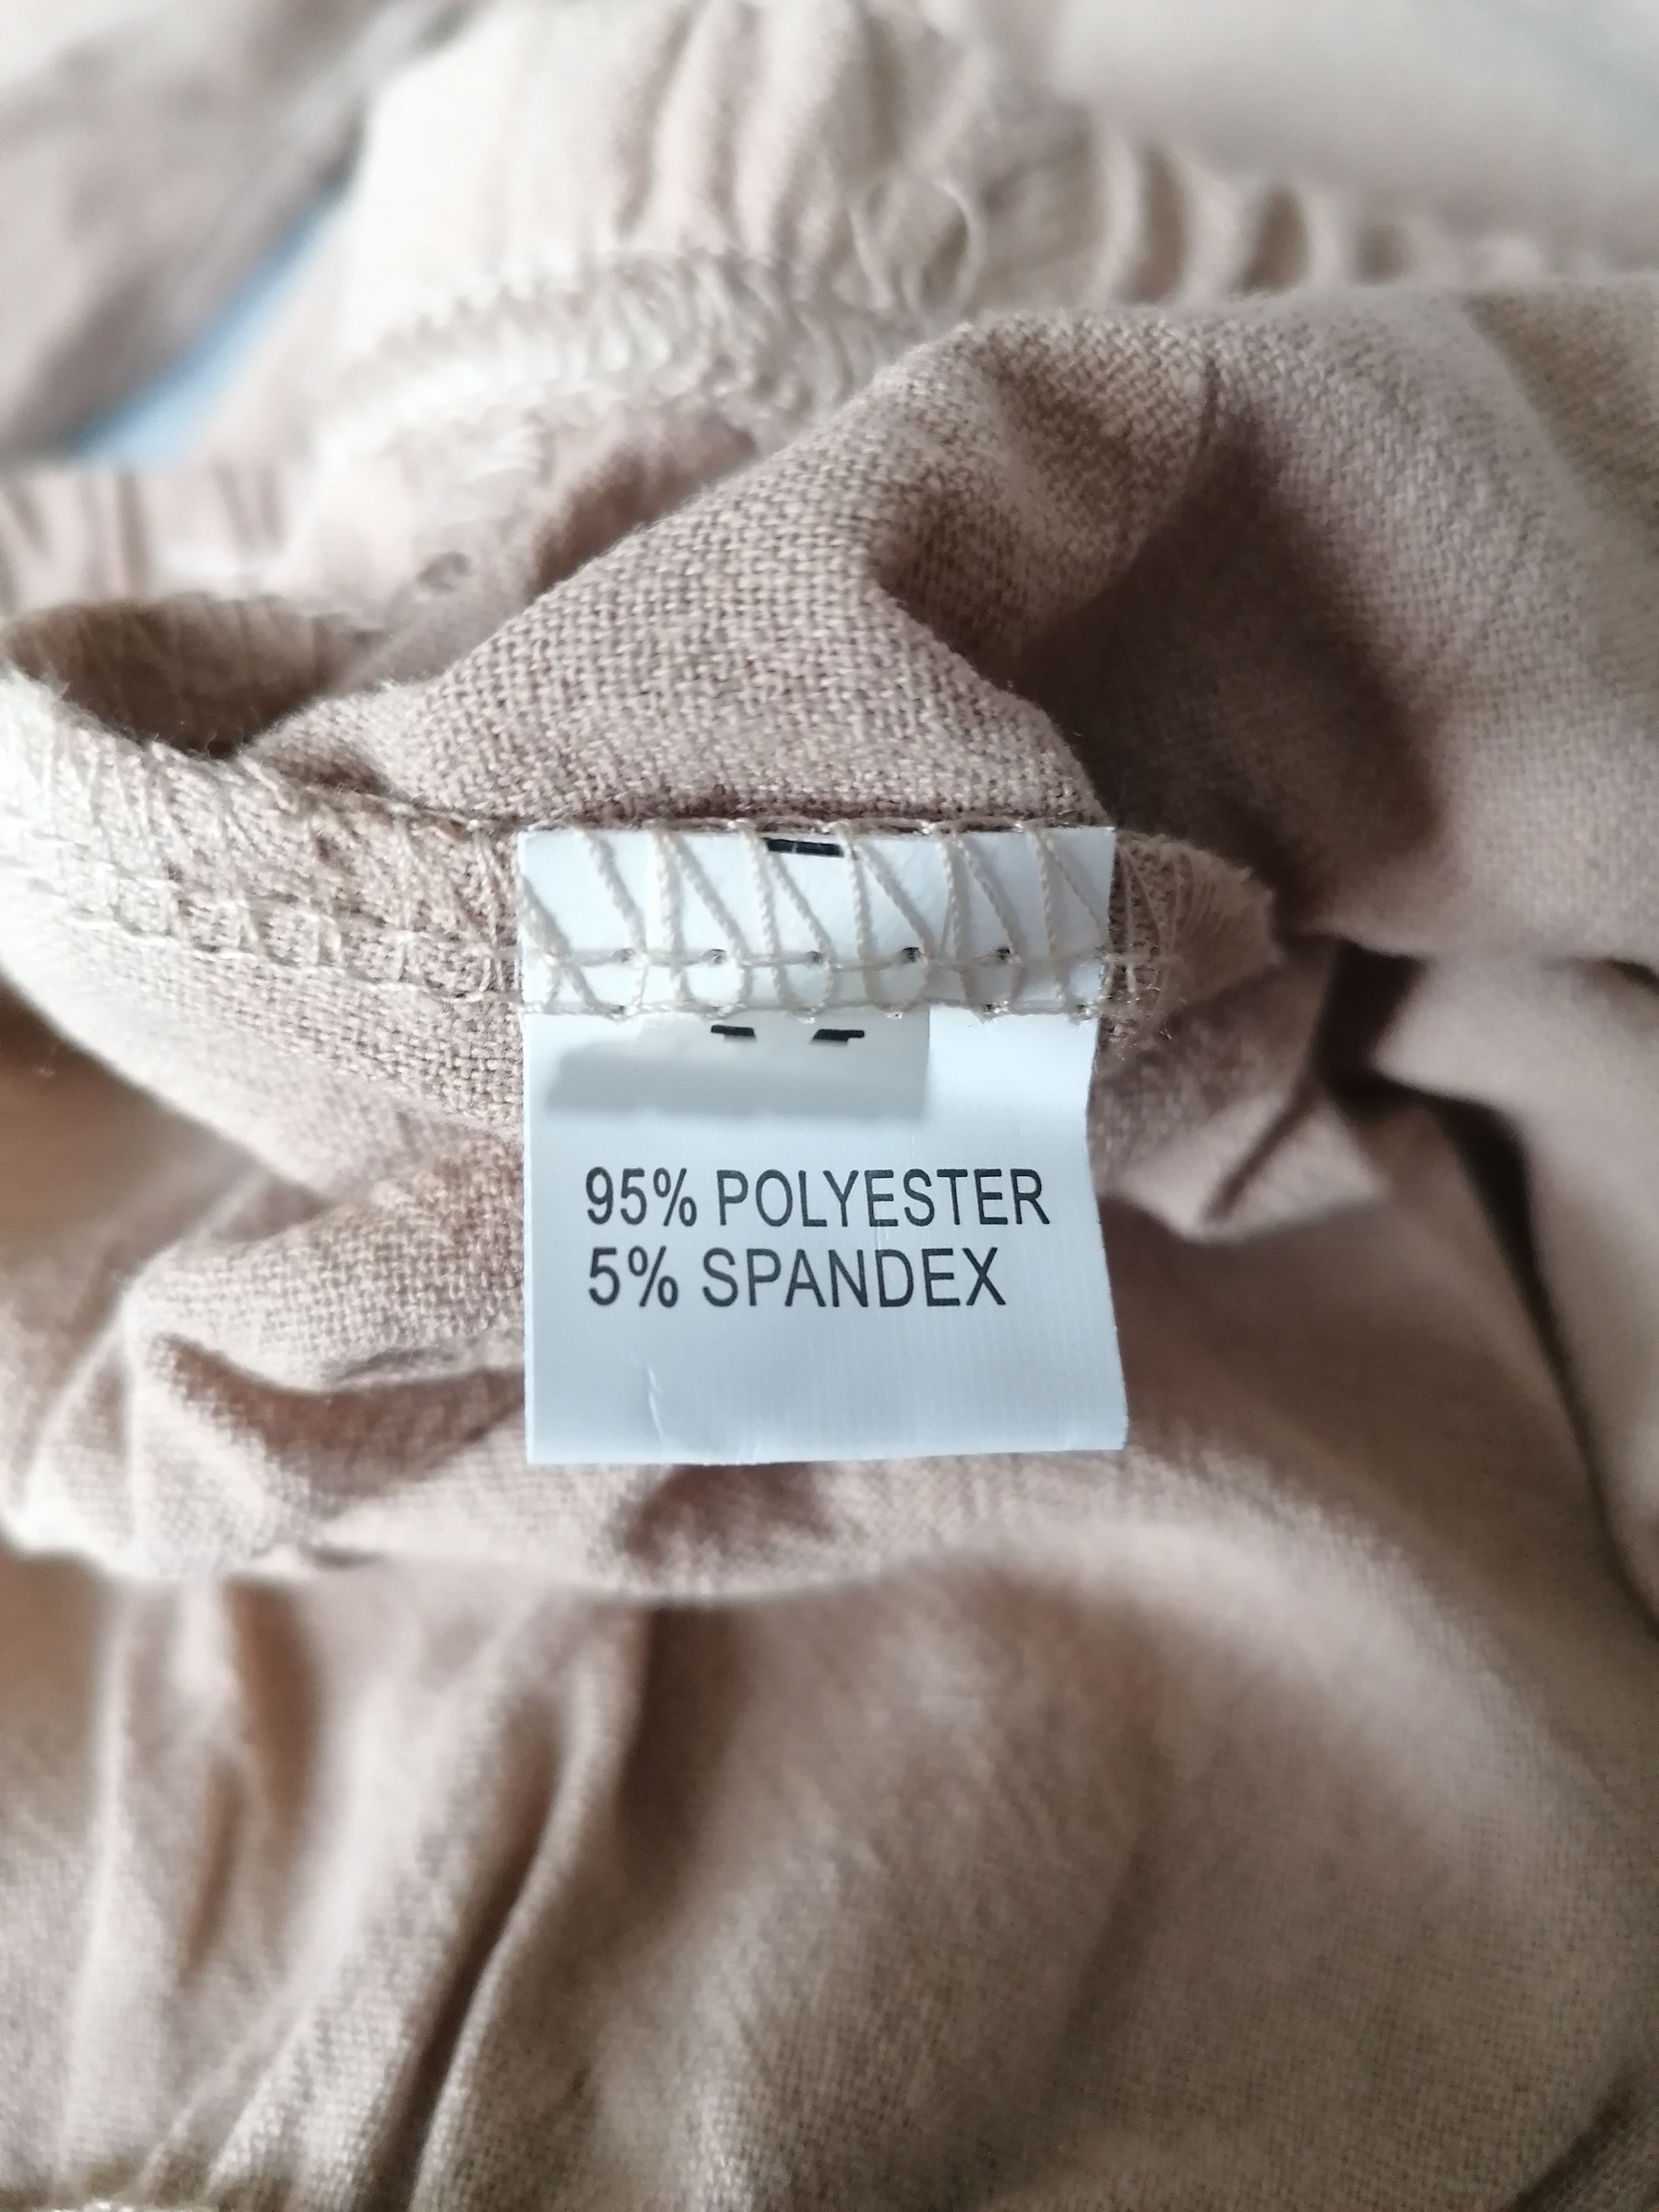 95% POLYESTER
5% SPANDEX